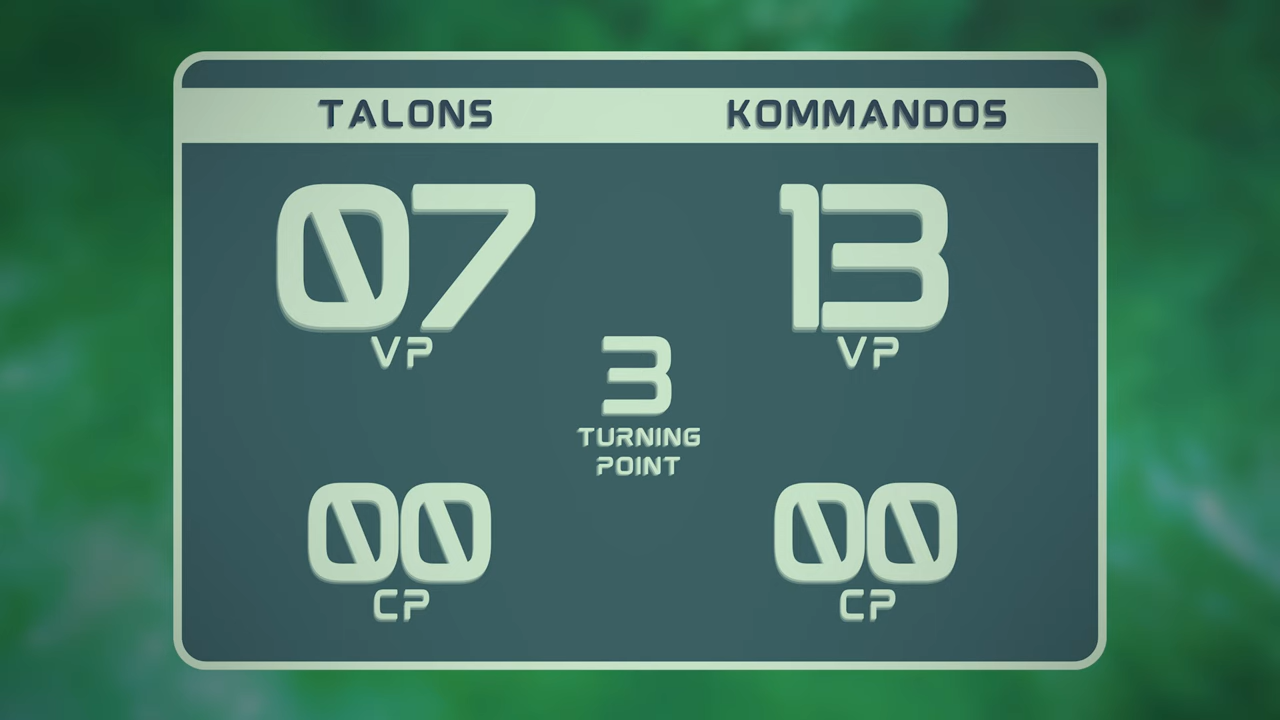 TALONS KOMMANDOS
07 13
VP VP
3
TURNING
POINT
00 00
CP CP